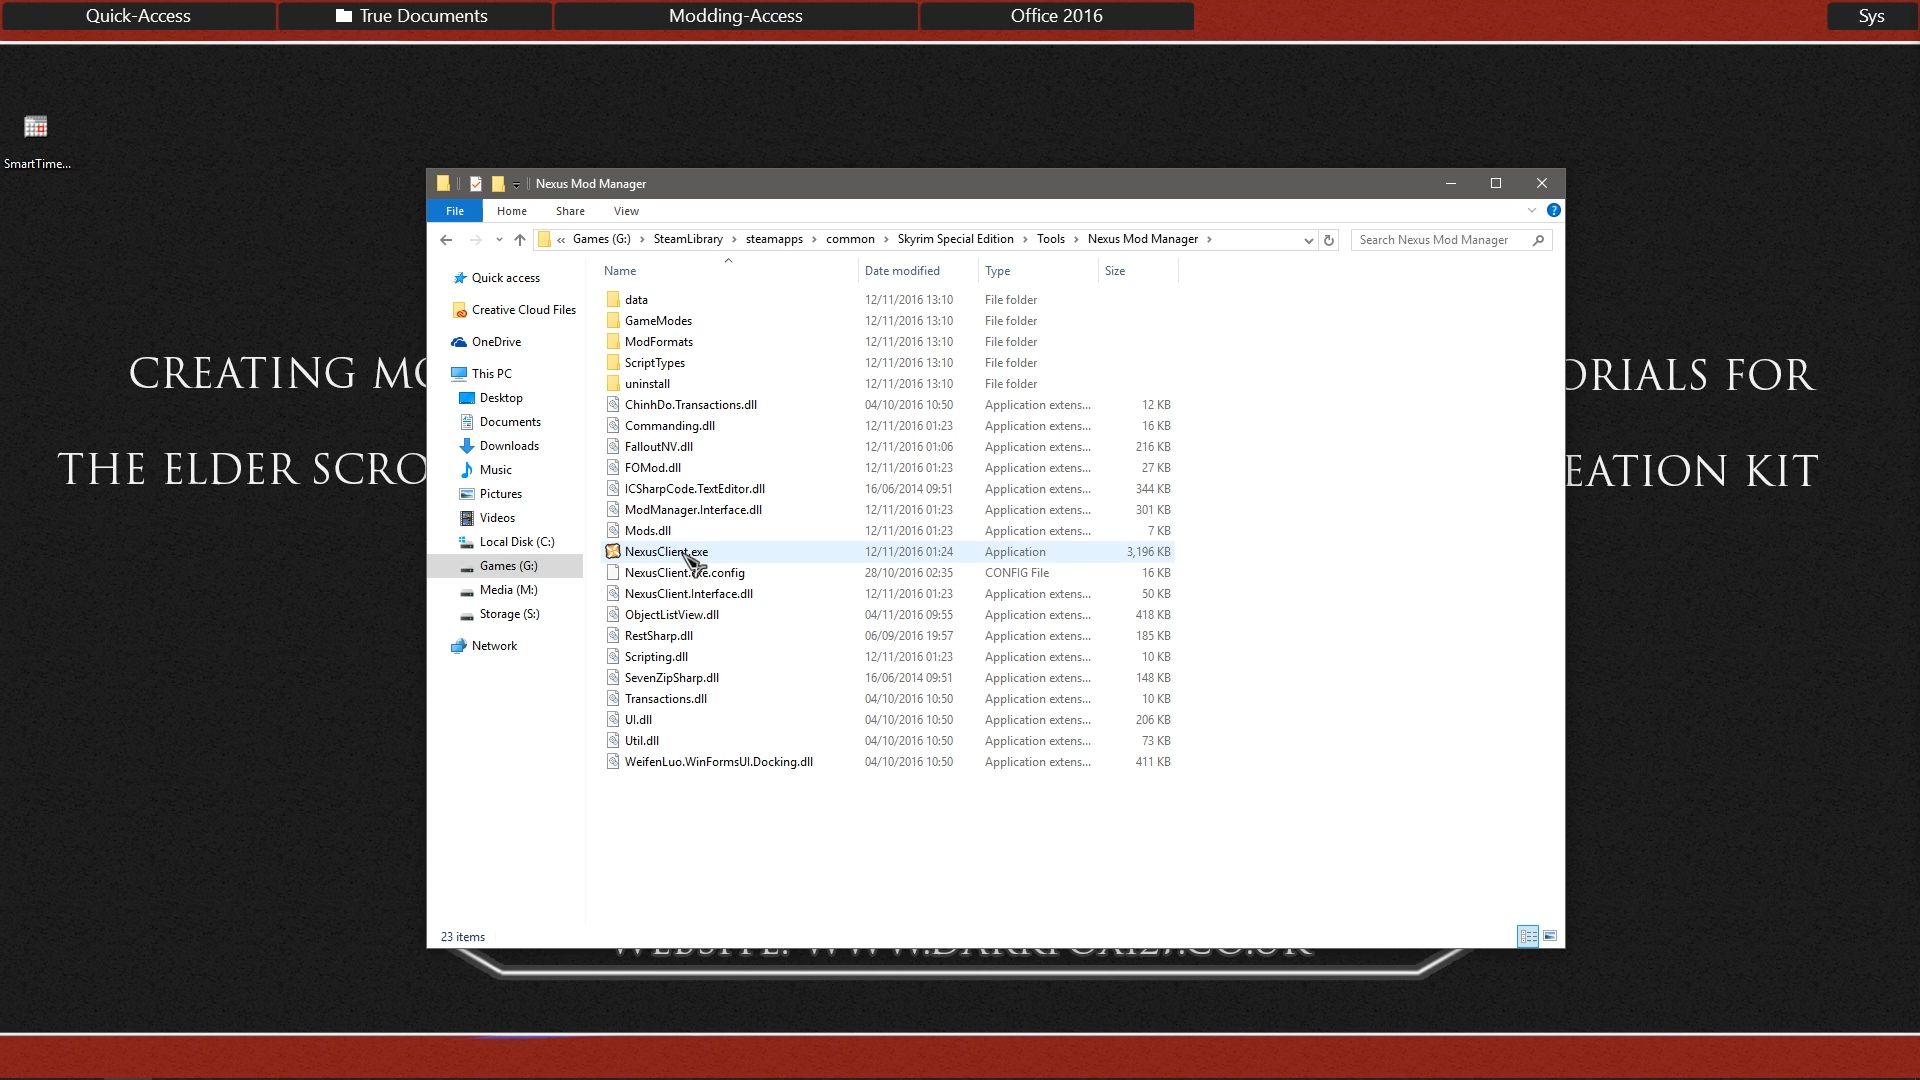 Quick-Access
True Documents
Modding-Access
Office 2016
Sys
SmartTime...
CREATING
THE ELDER
FOR
KIT
Nexus Mod Manager
File
Home
Share
View
?
« Games (G:) > SteamLibrary > steamapps > common > Skyrim Special Edition > Tools > Nexus Mod Manager >
Search Nexus Mod Manager
Quick access
Creative Cloud Files
OneDrive
This PC
Desktop
Documents
Downloads
Music
Pictures
Videos
Local Disk (C:)
Games (G:)
Media (M:)
Storage (S:)
Network
Name Date modified Type Size
data 12/11/2016 13:10 File folder
GameModes 12/11/2016 13:10 File folder
ModFormats 12/11/2016 13:10 File folder
ScriptTypes 12/11/2016 13:10 File folder
uninstall 12/11/2016 13:10 File folder
ChinhDo.Transactions.dll 04/10/2016 10:50 Application extens... 12 KB
Commanding.dll 12/11/2016 01:23 Application extens... 16 KB
FalloutNV.dll 12/11/2016 01:06 Application extens... 216 KB
FOMod.dll 12/11/2016 01:23 Application extens... 27 KB
ICSharpCode.TextEditor.dll 16/06/2014 09:51 Application extens... 344 KB
ModManager.Interface.dll 12/11/2016 01:23 Application extens... 301 KB
Mods.dll 12/11/2016 01:23 Application extens... 7 KB
NexusClient.exe 12/11/2016 01:24 Application 3,196 KB
NexusClient.exe.config 28/10/2016 02:35 CONFIG File 16 KB
NexusClient.Interface.dll 12/11/2016 01:23 Application extens... 50 KB
ObjectListView.dll 04/11/2016 09:55 Application extens... 418 KB
RestSharp.dll 06/09/2016 19:57 Application extens... 185 KB
Scripting.dll 12/11/2016 01:23 Application extens... 10 KB
SevenZipSharp.dll 16/06/2014 09:51 Application extens... 148 KB
Transactions.dll 04/10/2016 10:50 Application extens... 10 KB
UI.dll 04/10/2016 10:50 Application extens... 206 KB
Util.dll 04/10/2016 10:50 Application extens... 73 KB
WeifenLuo.WinFormsUI.Docking.dll 04/10/2016 10:50 Application extens... 411 KB
23 items